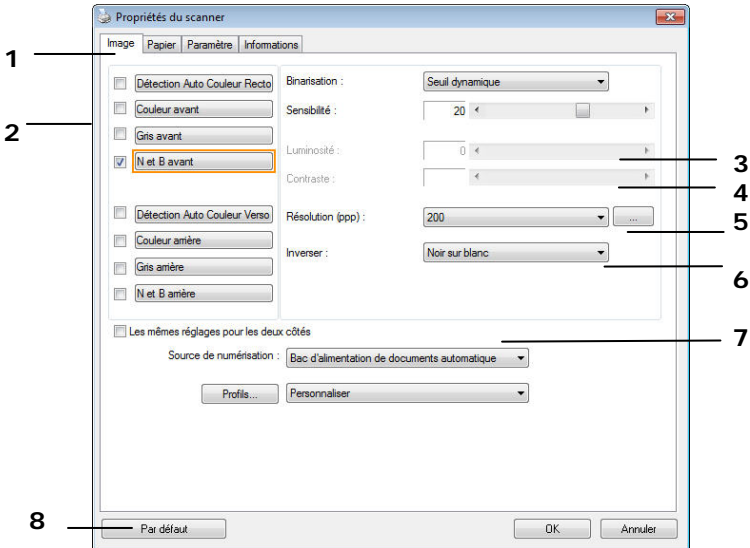 Propriétés du scanner
Image Papier Paramètre Informations
1
Détection Auto Couleur Recto
Binarisation :
Seuil dynamique
Couleur avant
Sensibilité :
20
2
Gris avant
N et B avant
Luminosité :
0
3
Contraste :
4
Détection Auto Couleur Verso
Résolution (ppp) :
200
...
5
Couleur arrière
Inverser :
Noir sur blanc
Gris arrière
6
N et B arrière
Les mêmes réglages pour les deux côtés
7
Source de numérisation :
Bac d'alimentation de documents automatique
Profils...
Personnaliser
8
Par défaut
OK
Annuler